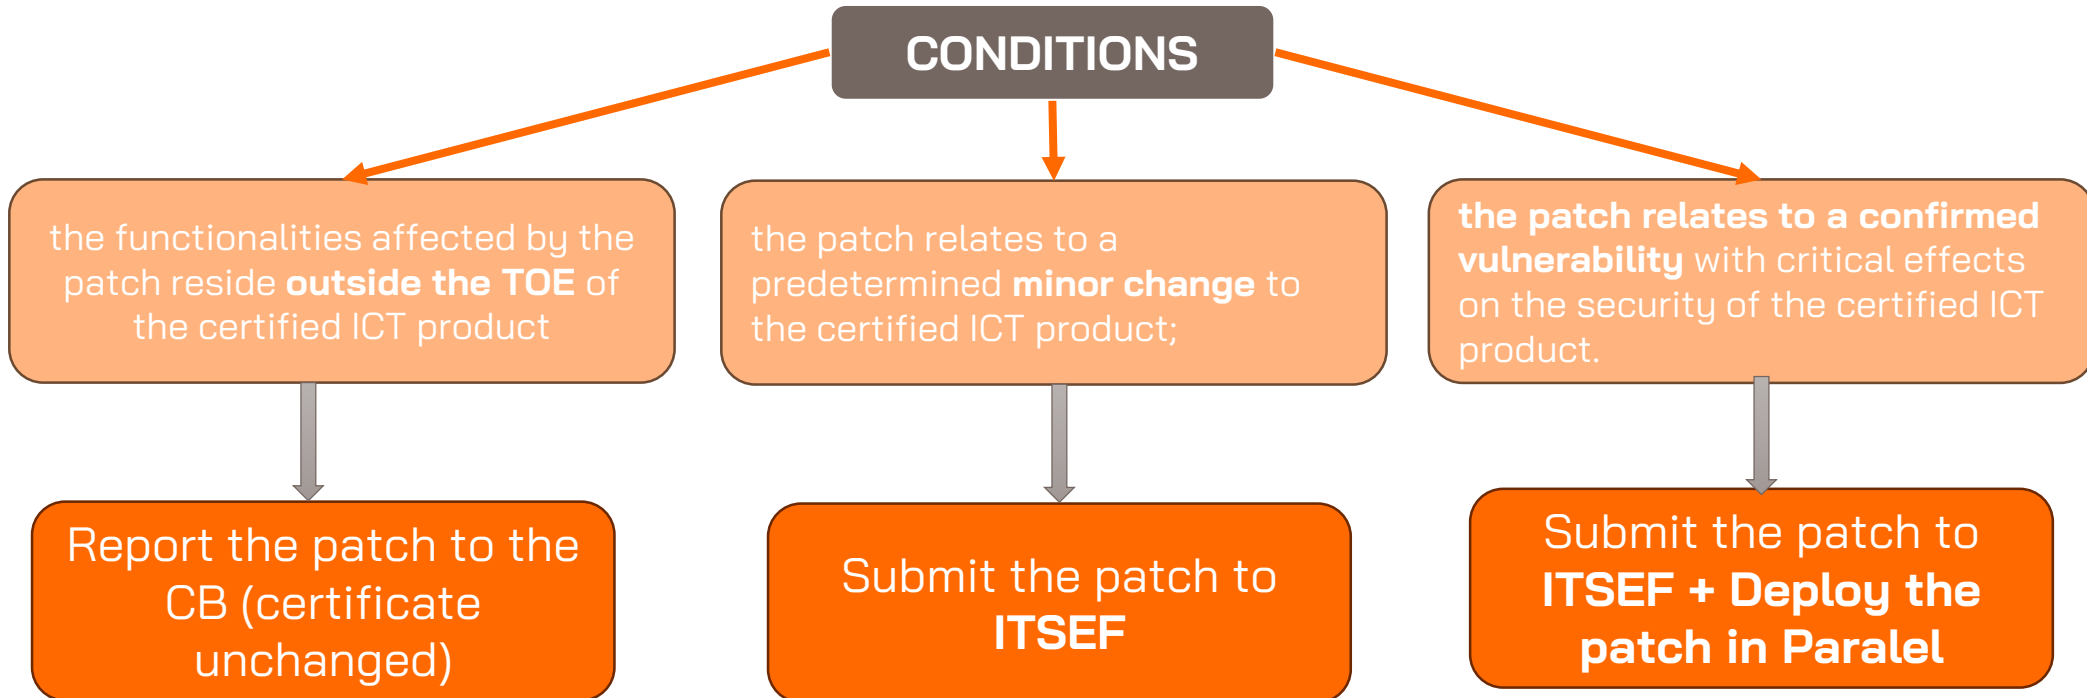 CONDITIONS
the functionalities affected by the
patch reside outside the TOE of
the certified ICT product
the patch relates to a
predetermined minor change to
the certified ICT product;
the patch relates to a confirmed
vulnerability with critical effects
on the security of the certified ICT
product.
Report the patch to the
CB (certificate
unchanged)
Submit the patch to
ITSEF
Submit the patch to
ITSEF + Deploy the
patch in Paralel